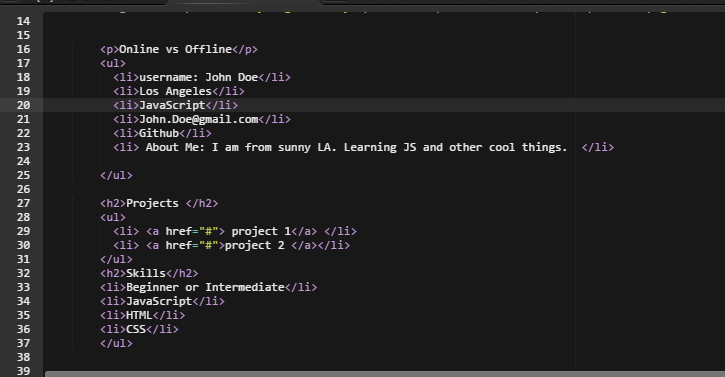 14
15
16 <p>Online vs Offline</p>
17 <ul>
18 <li>username: John Doe</li>
19 <li>Los Angeles</li>
20 <li>JavaScript</li>
21 <li>John.Doe@gmail.com</li>
22 <li>Github</li>
23 <li> About Me: I am from sunny LA. Learning JS and other cool things.  </li>
24
25 </ul>
26
27 <h2>Projects </h2>
28 <ul>
29 <li> <a href="#"> project 1</a> </li>
30 <li> <a href="#">project 2 </a></li>
31 </ul>
32 <h2>Skills</h2>
33 <li>Beginner or Intermediate</li>
34 <li>JavaScript</li>
35 <li>HTML</li>
36 <li>CSS</li>
37 </ul>
38
39